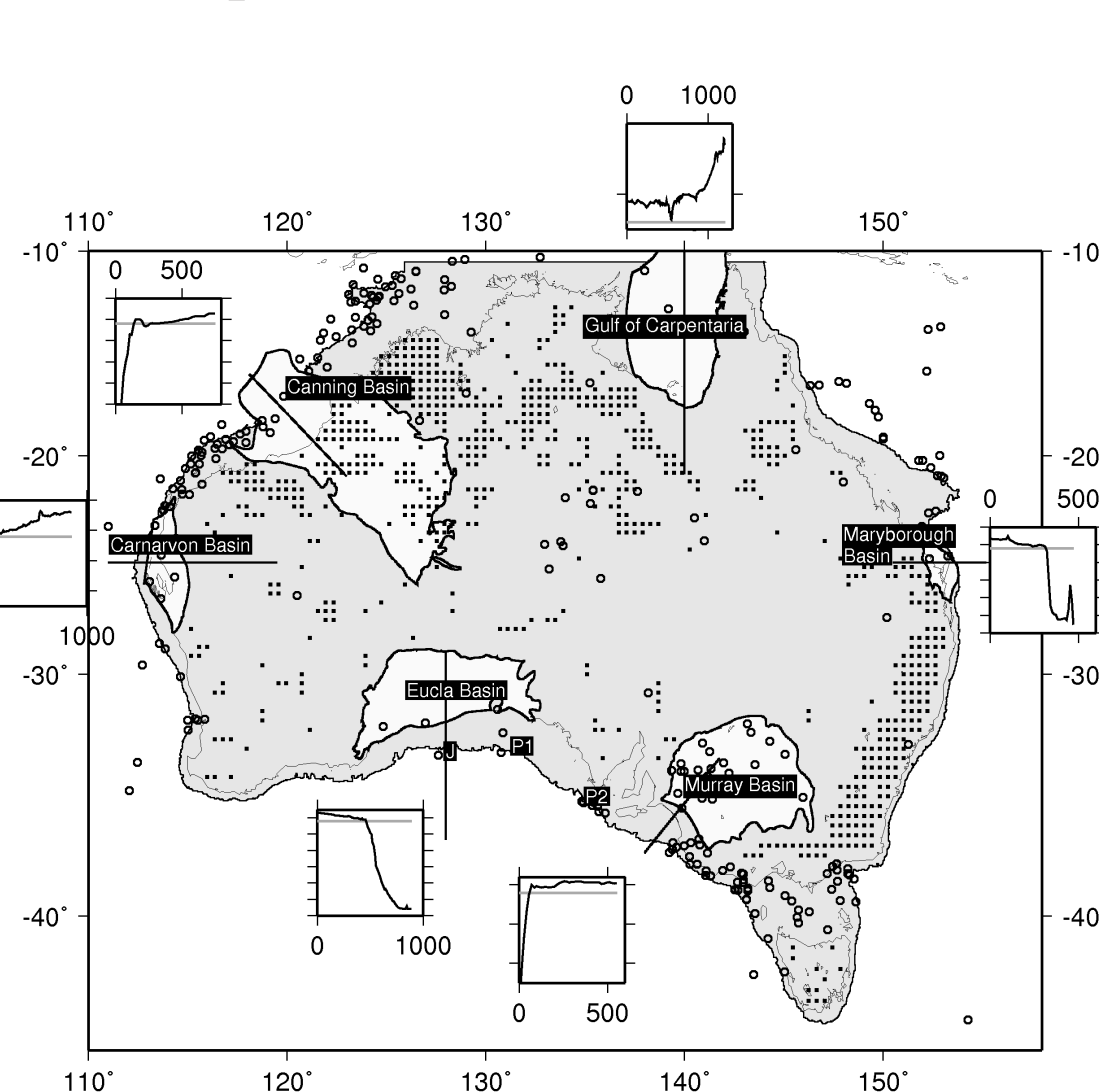 0 1000
110° 120° 130° 150°
-10° -10
0 500
Gulf of Carpentaria
Canning Basin
-20° -20
0 500
Maryborough
Basin
Carnarvon Basin
1000
-30° -30
Eucla Basin
J P1
Murray Basin
P2
-40° -40
0 1000
0 500
110° 120° 130° 140° 150°